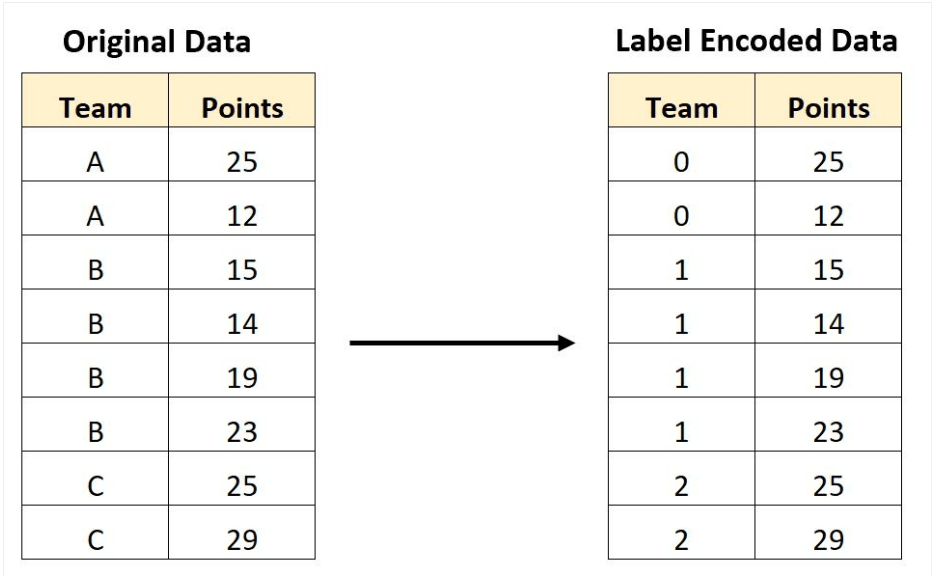 Original Data Label Encoded Data
Team Points Team Points
A 25 0 25
A 12 0 12
B 15 1 15
B 14 1 14
B 19 1 19
B 23 1 23
C 25 2 25
C 29 2 29